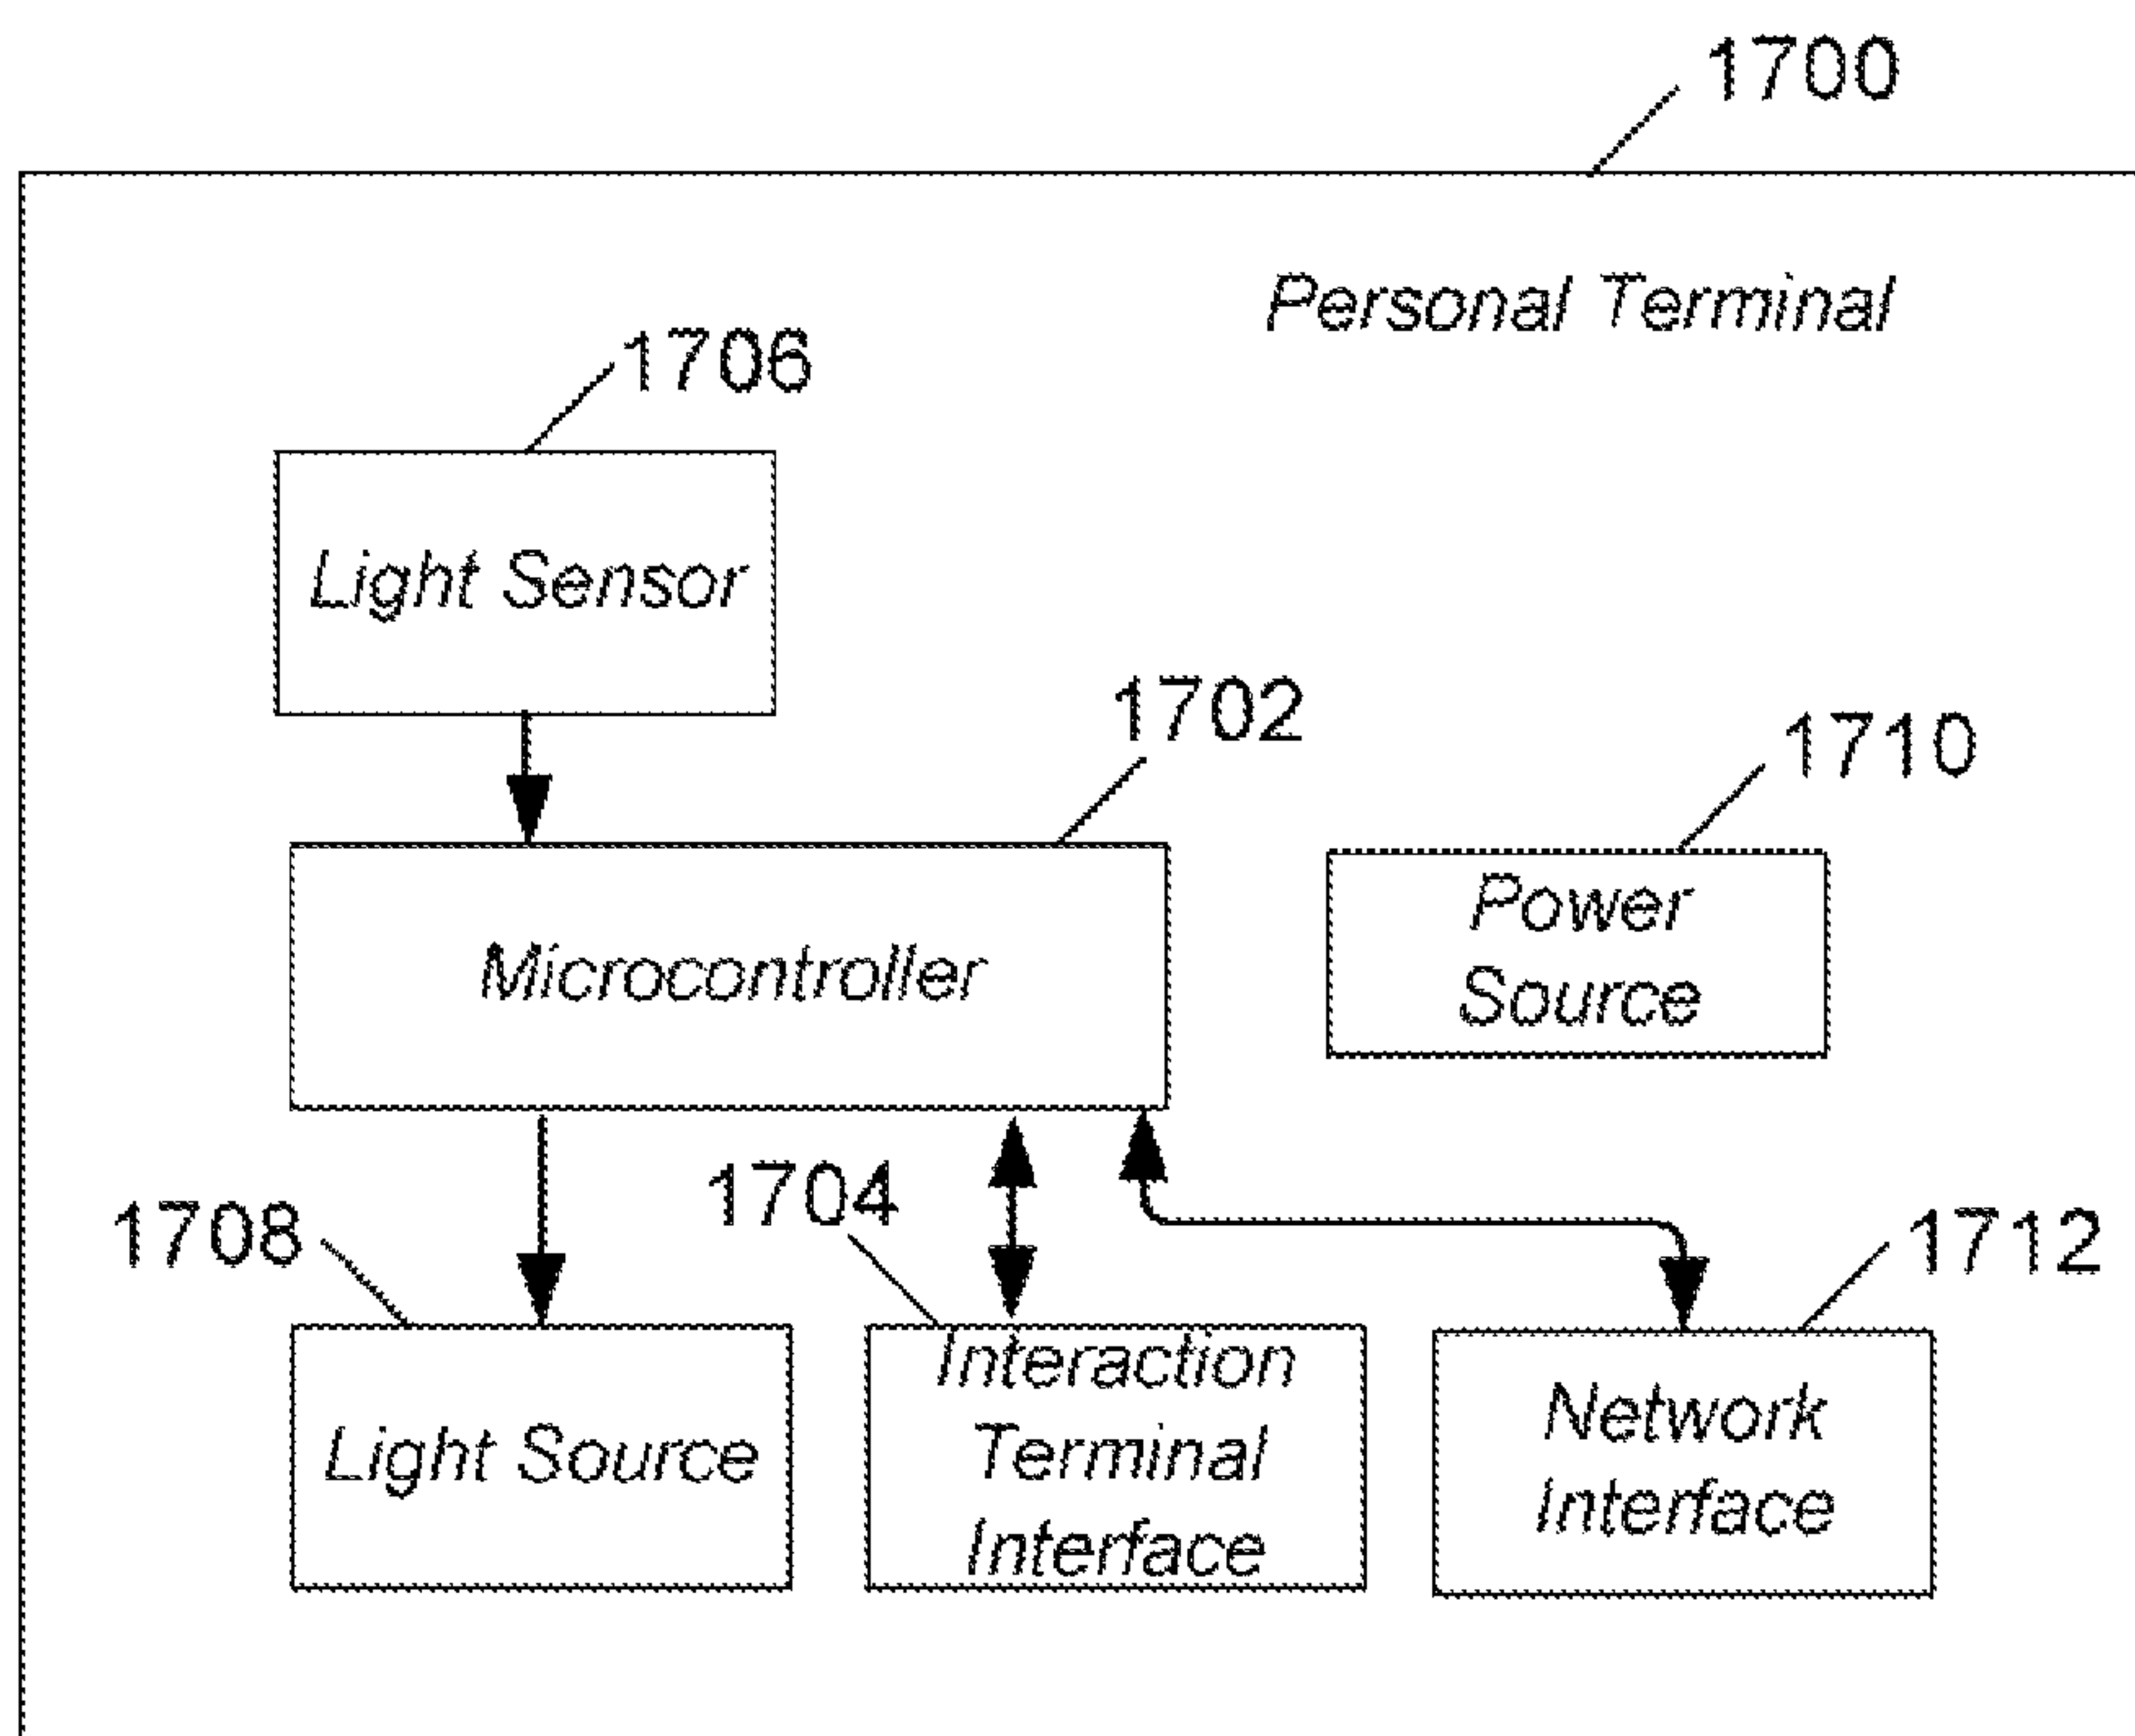 1700
Personal Terminal
1706
Light Sensor
1702
1710
Microcontroller
Power
Source
1704
1708
1712
Light Source
Interaction
Terminal
Interface
Network
Interface